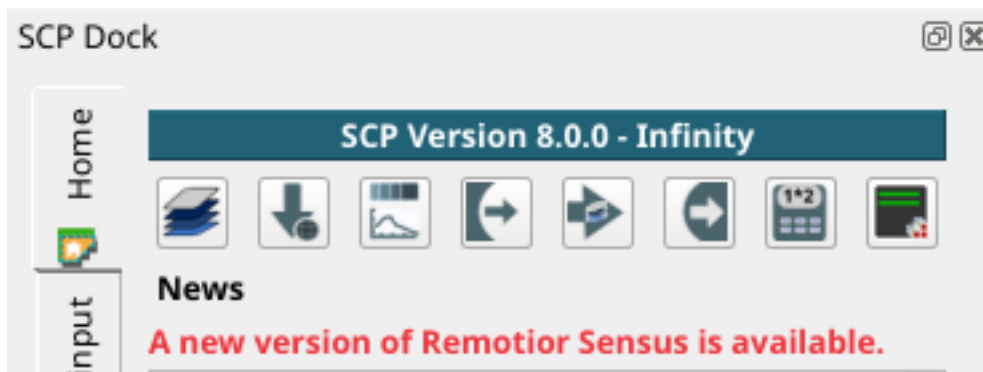 SCP Dock
Home
SCP Version 8.0.0 - Infinity
1*2
News
input
A new version of Remotior Sensus is available.